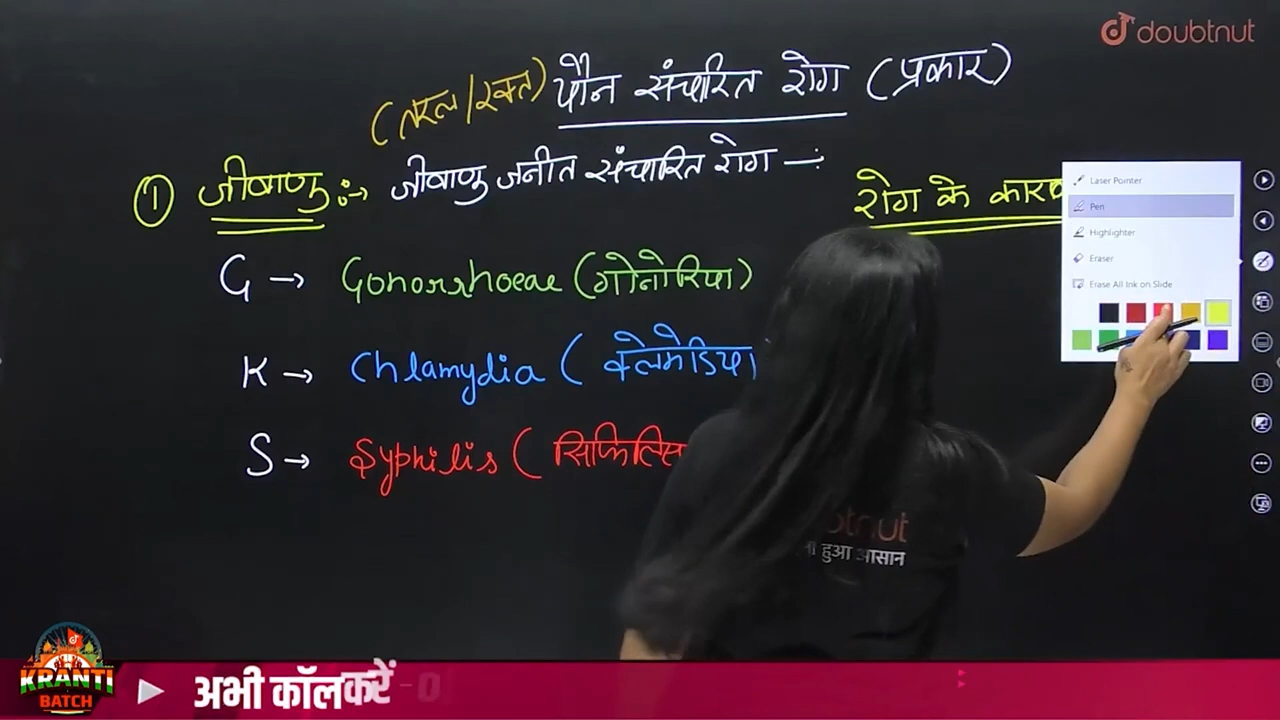 doubtnut
(तरल/रक्त) यौन संचारित रोग (प्रकार)
① जीवाणु :→ जीवाणु जनीत संचारित रोग -:
रोग के
G → Gonorrhoeae (गोनोरिया)
K → Chlamydia ( क्लेमेडिया
S → Syphilis ( सिफिलिस
Laser Pointer
Pen
Highlighter
Eraser
Erase All Ink on Slide
हुआ आसान
KRANTI
BATCH
अभी कॉल करें